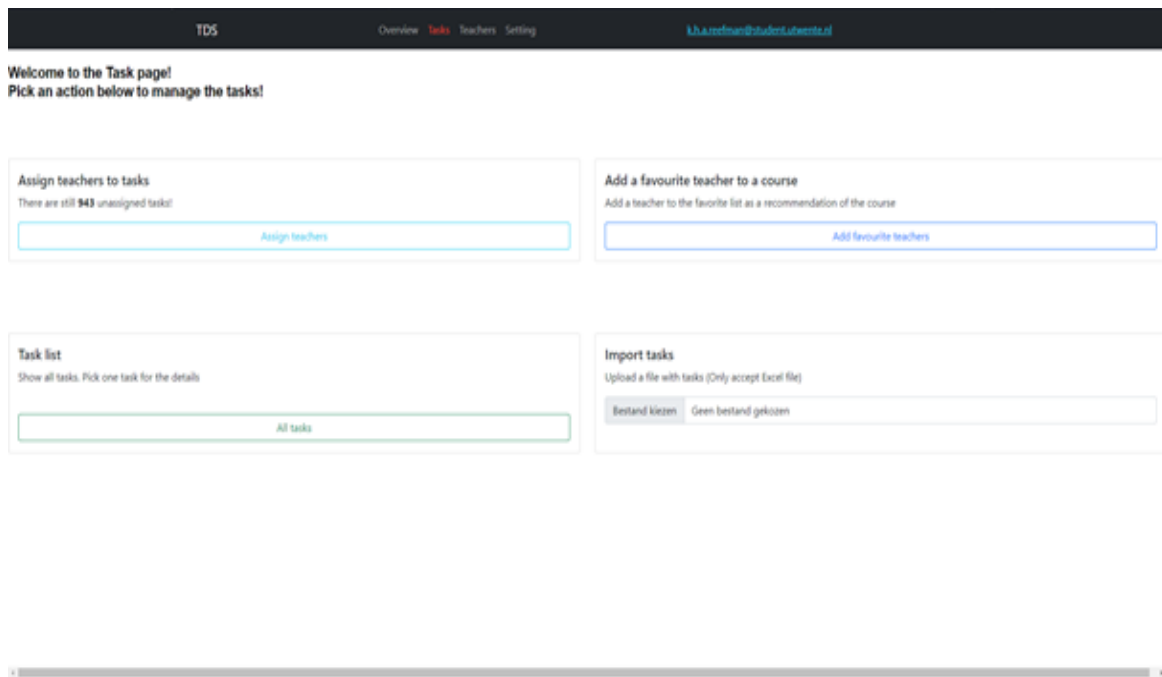 TDS Overview Tasks Teachers Setting k.h.a.reefman@student.utwente.nl
Welcome to the Task page!
Pick an action below to manage the tasks!
Assign teachers to tasks
There are still 943 unassigned tasks!
Assign teachers
Add a favourite teacher to a course
Add a teacher to the favorite list as a recommendation of the course
Add favourite teachers
Task list
Show all tasks. Pick one task for the details
All tasks
Import tasks
Upload a file with tasks (Only accept Excel file)
Bestand kiezen Geen bestand gekozen